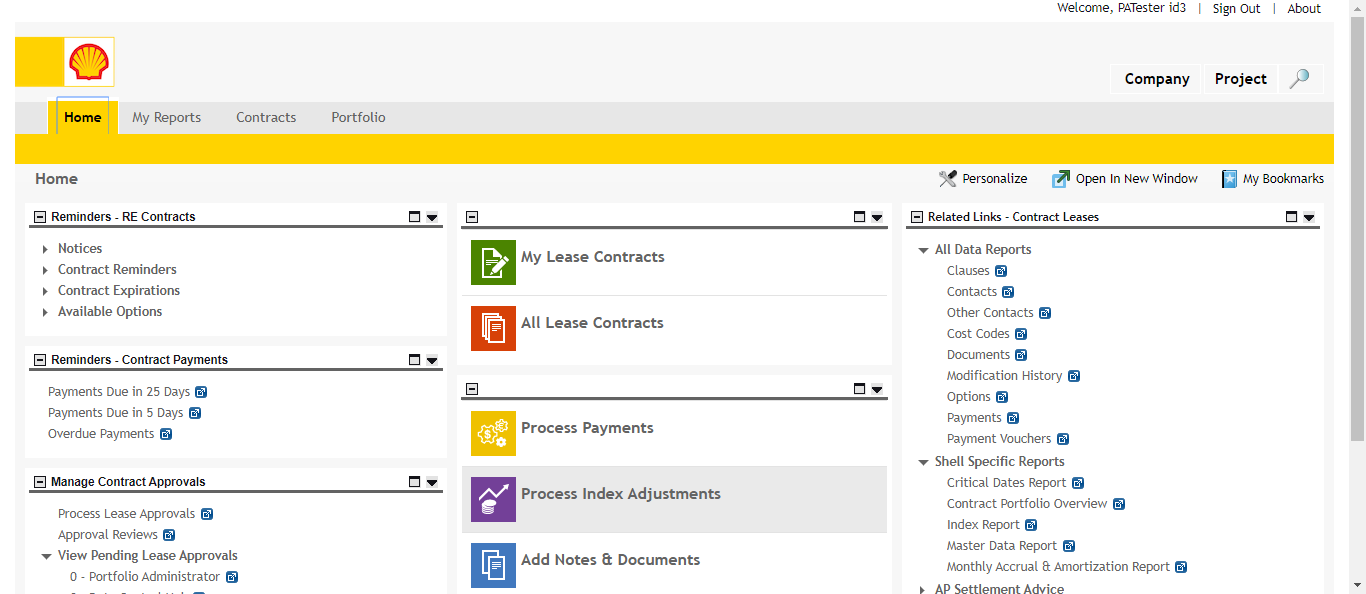 Welcome, PATester id3 | Sign Out | About
Company Project
Home My Reports Contracts Portfolio
Home
Personalize Open In New Window My Bookmarks
Reminders - RE Contracts
Notices
Contract Reminders
Contract Expirations
Available Options
Reminders - Contract Payments
Payments Due in 25 Days
Payments Due in 5 Days
Overdue Payments
Manage Contract Approvals
Process Lease Approvals
Approval Reviews
View Pending Lease Approvals
0 - Portfolio Administrator
My Lease Contracts
All Lease Contracts
Process Payments
Process Index Adjustments
Add Notes & Documents
Related Links - Contract Leases
All Data Reports
Clauses
Contacts
Other Contacts
Cost Codes
Documents
Modification History
Options
Payments
Payment Vouchers
Shell Specific Reports
Critical Dates Report
Contract Portfolio Overview
Index Report
Master Data Report
Monthly Accrual & Amortization Report
AP Settlement Advice